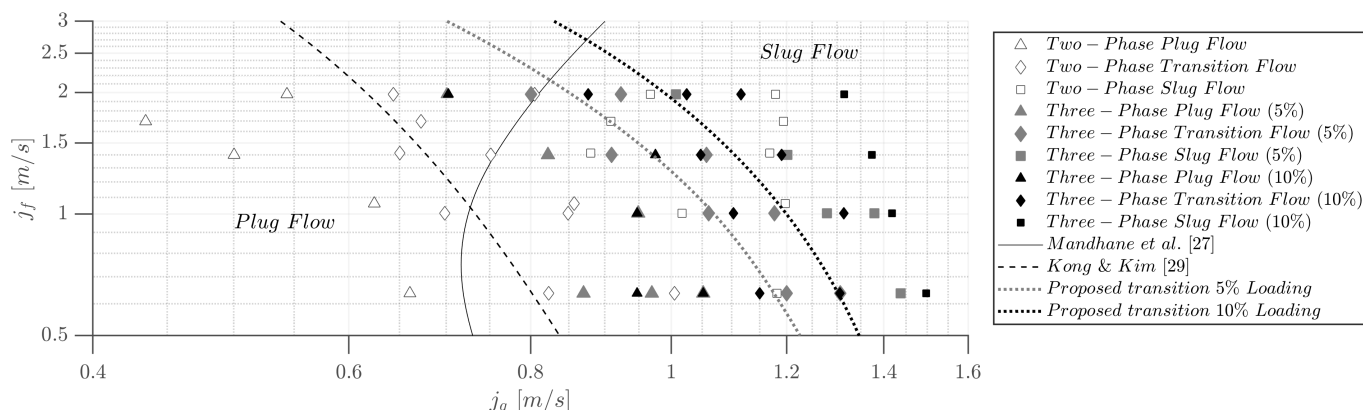 3
2.5
2
1.5
1
0.5
j_f [m/s]
Slug Flow
Plug Flow
0.4
0.6
0.8
1
1.2
1.4
1.6
j_g [m/s]
Two − Phase Plug Flow
Two − Phase Transition Flow
Two − Phase Slug Flow
Three − Phase Plug Flow (5%)
Three − Phase Transition Flow (5%)
Three − Phase Slug Flow (5%)
Three − Phase Plug Flow (10%)
Three − Phase Transition Flow (10%)
Three − Phase Slug Flow (10%)
Mandhane et al. [27]
Kong & Kim [29]
Proposed transition 5% Loading
Proposed transition 10% Loading